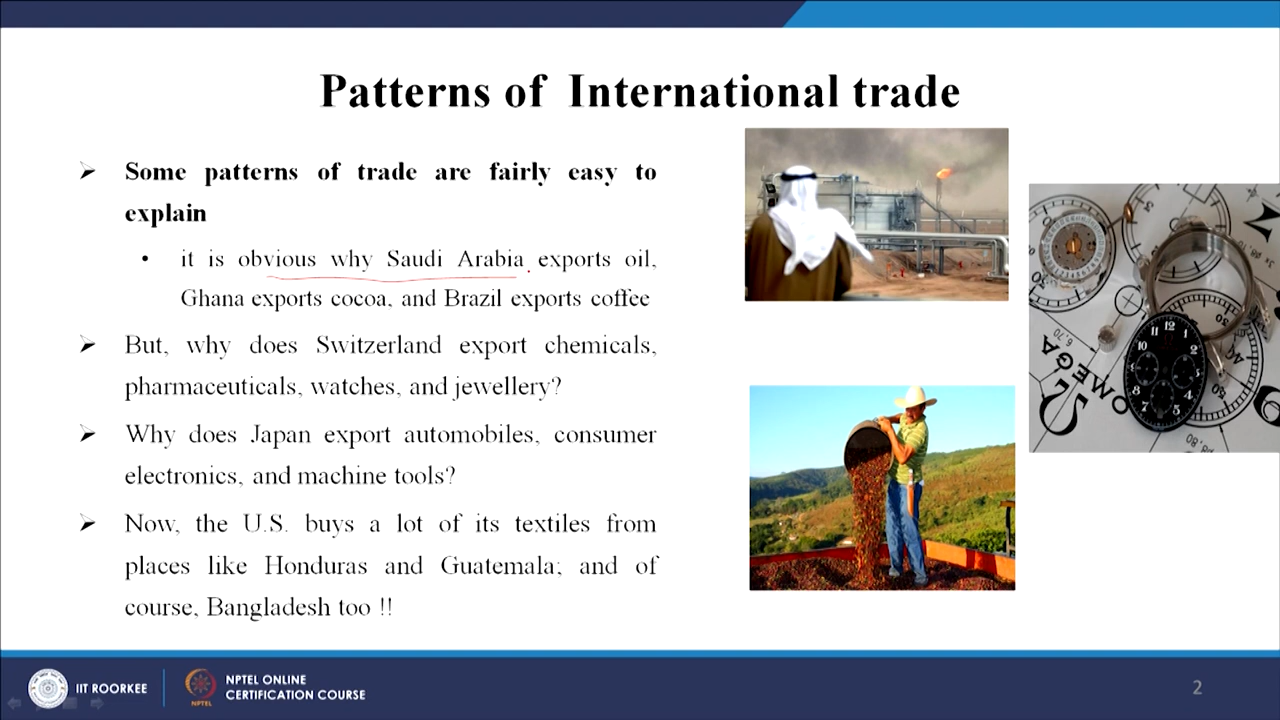 Patterns of International trade
➢ Some patterns of trade are fairly easy to
explain
• it is obvious why Saudi Arabia exports oil,
Ghana exports cocoa, and Brazil exports coffee
➢ But, why does Switzerland export chemicals,
pharmaceuticals, watches, and jewellery?
➢ Why does Japan export automobiles, consumer
electronics, and machine tools?
➢ Now, the U.S. buys a lot of its textiles from
places like Honduras and Guatemala; and of
course, Bangladesh too !!
OMEGA
IIT ROORKEE
NPTEL
NPTEL ONLINE
CERTIFICATION COURSE
2